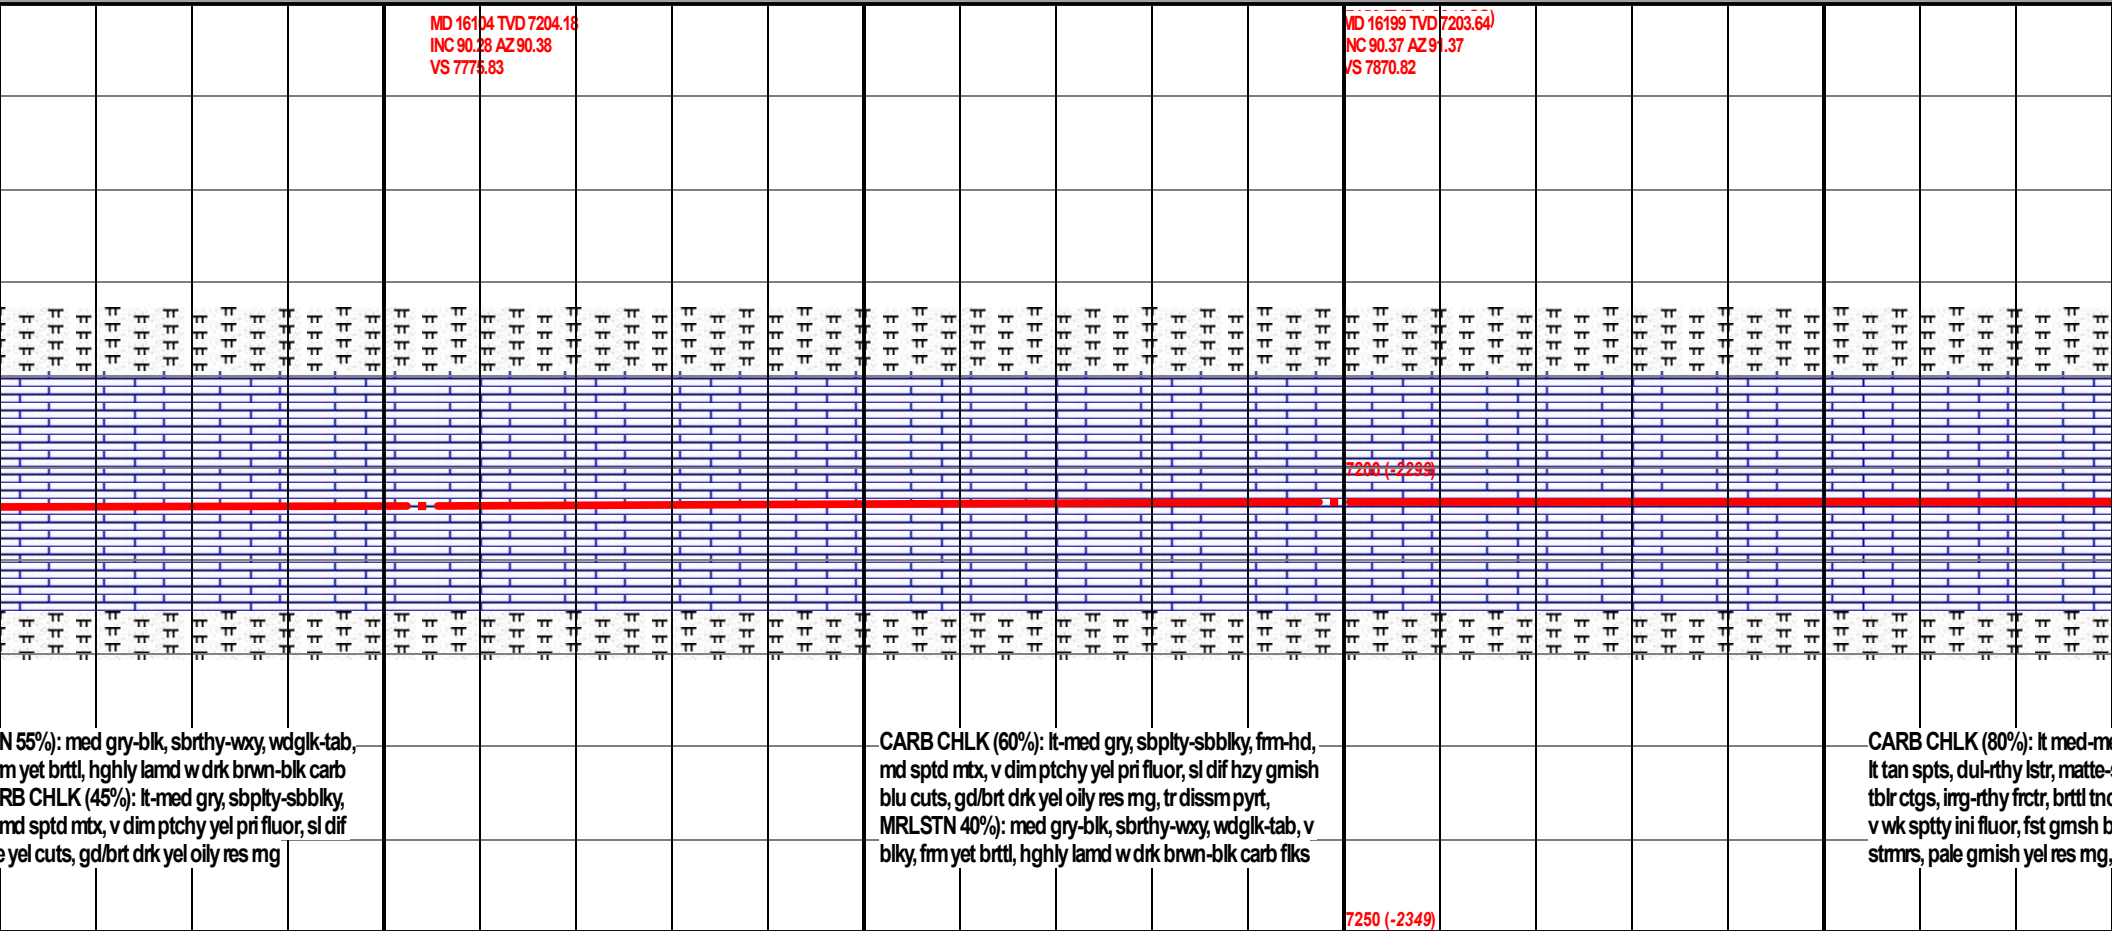 MD 16104 TVD 7204.18
INC 90.28 AZ 90.38
VS 7775.83
MD 16199 TVD 7203.64
INC 90.37 AZ 91.37
VS 7870.82
7200 (-2299)
N 55%): med gry-blk, sbrthy-wxy, wdglk-tab,
m yet brttl, hghly lamd w drk brwn-blk carb
RB CHLK (45%): lt-med gry, sbplty-sbblky,
md sptd mtx, v dim ptchy yel pri fluor, sl dif
e yel cuts, gd/brt drk yel oily res rng
CARB CHLK (60%): lt-med gry, sbplty-sbblky, frm-hd,
md sptd mtx, v dim ptchy yel pri fluor, sl dif hzy grnish
blu cuts, gd/brt drk yel oily res rng, tr dissm pyrt,
MRLSTN 40%): med gry-blk, sbrthy-wxy, wdglk-tab, v
blky, frm yet brttl, hghly lamd w drk brwn-blk carb flks
CARB CHLK (80%): lt med-me
lt tan spts, dul-rthy lstr, matte-
tblr ctgs, irrg-rthy frctr, brttl tnc
v wk sptty ini fluor, fst grnsh b
strmrs, pale grnish yel res rng,
7250 (-2349)